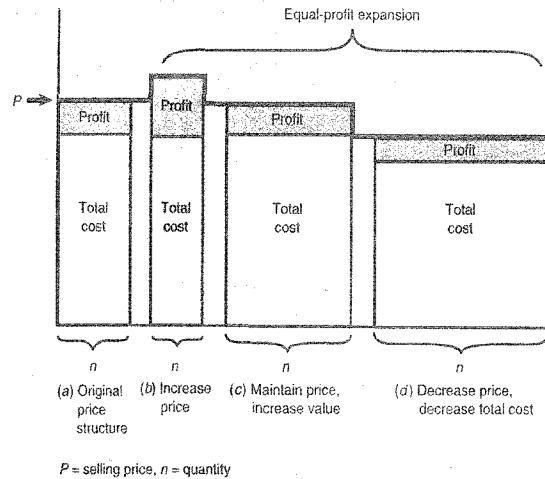 Equal-profit expansion
P
Profit
Profit
Profit
Profit
Total
cost
Total
cost
Total
cost
Total
cost
n
n
n
n
(a) Original
price
structure
(b) Increase
price
(c) Maintain price,
increase value
(d) Decrease price,
decrease total cost
P = selling price, n = quantity